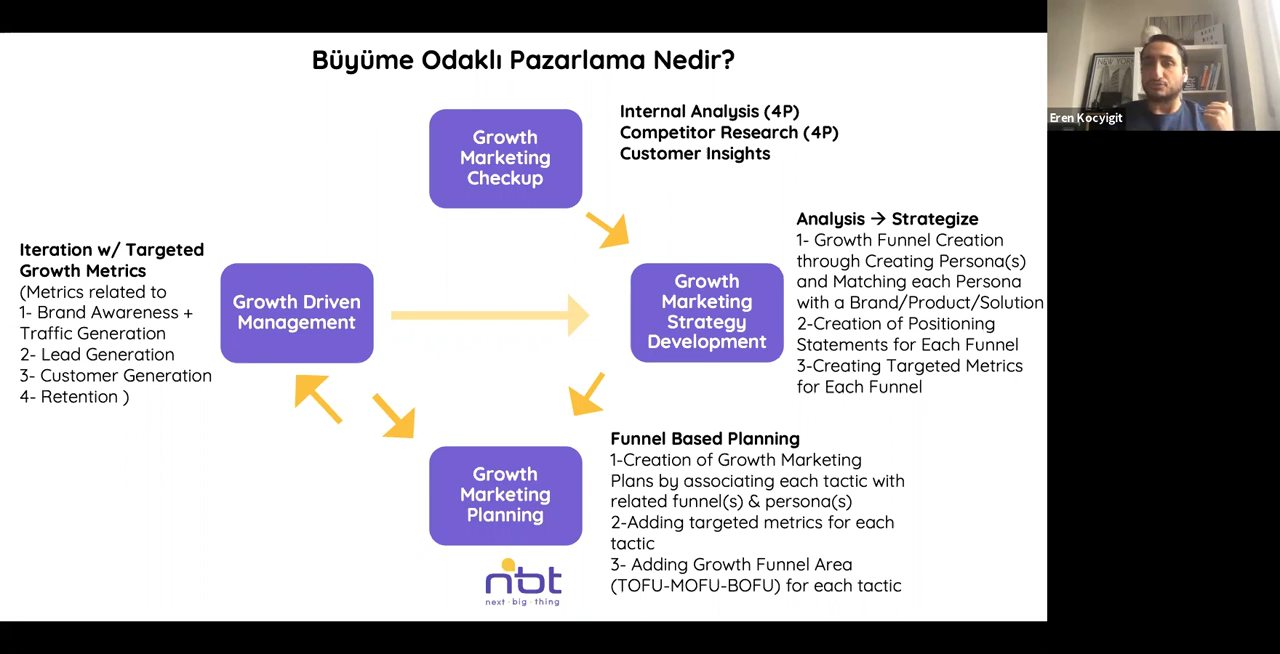 Büyüme Odaklı Pazarlama Nedir?
Growth
Marketing
Checkup
Internal Analysis (4P)
Competitor Research (4P)
Customer Insights
Analysis → Strategize
1- Growth Funnel Creation
through Creating Persona(s)
and Matching each Persona
with a Brand/Product/Solution
2-Creation of Positioning
Statements for Each Funnel
3-Creating Targeted Metrics
for Each Funnel
Growth
Marketing
Strategy
Development
Iteration w/ Targeted
Growth Metrics
(Metrics related to
1- Brand Awareness +
Traffic Generation
2- Lead Generation
3- Customer Generation
4- Retention )
Growth Driven
Management
Growth
Marketing
Planning
Funnel Based Planning
1-Creation of Growth Marketing
Plans by associating each tactic with
related funnel(s) & persona(s)
2-Adding targeted metrics for each
tactic
3- Adding Growth Funnel Area
(TOFU-MOFU-BOFU) for each tactic
nbt
next·big·thing
NEW YORK
Eren Kocyigit